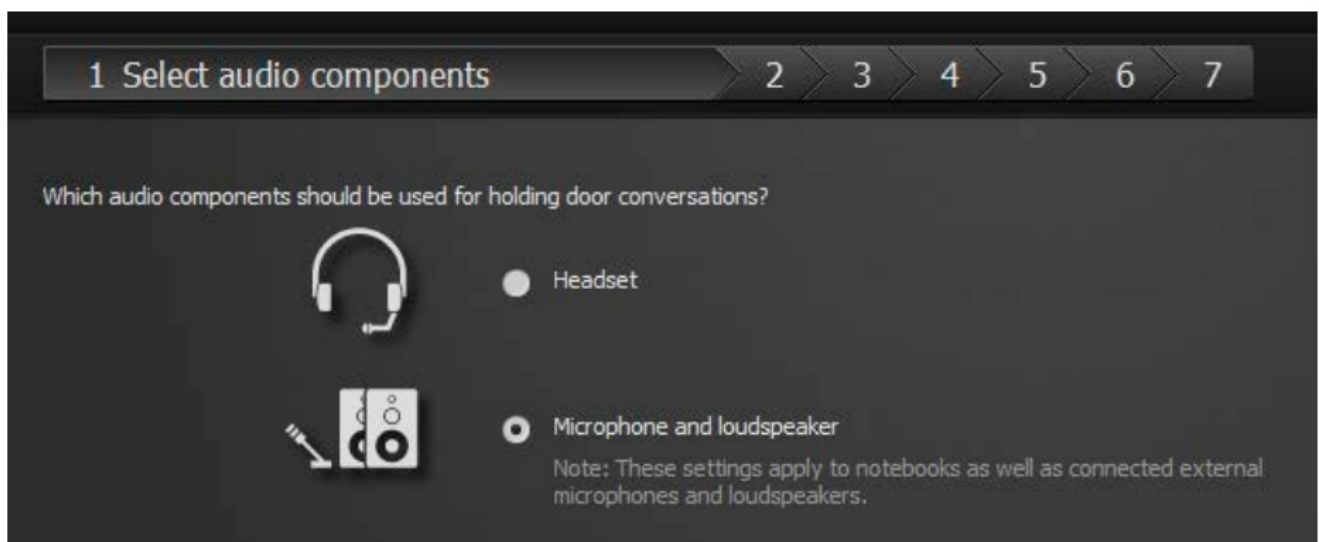 1 Select audio components 2 3 4 5 6 7
Which audio components should be used for holding door conversations?
Headset
Microphone and loudspeaker
Note: These settings apply to notebooks as well as connected external
microphones and loudspeakers.